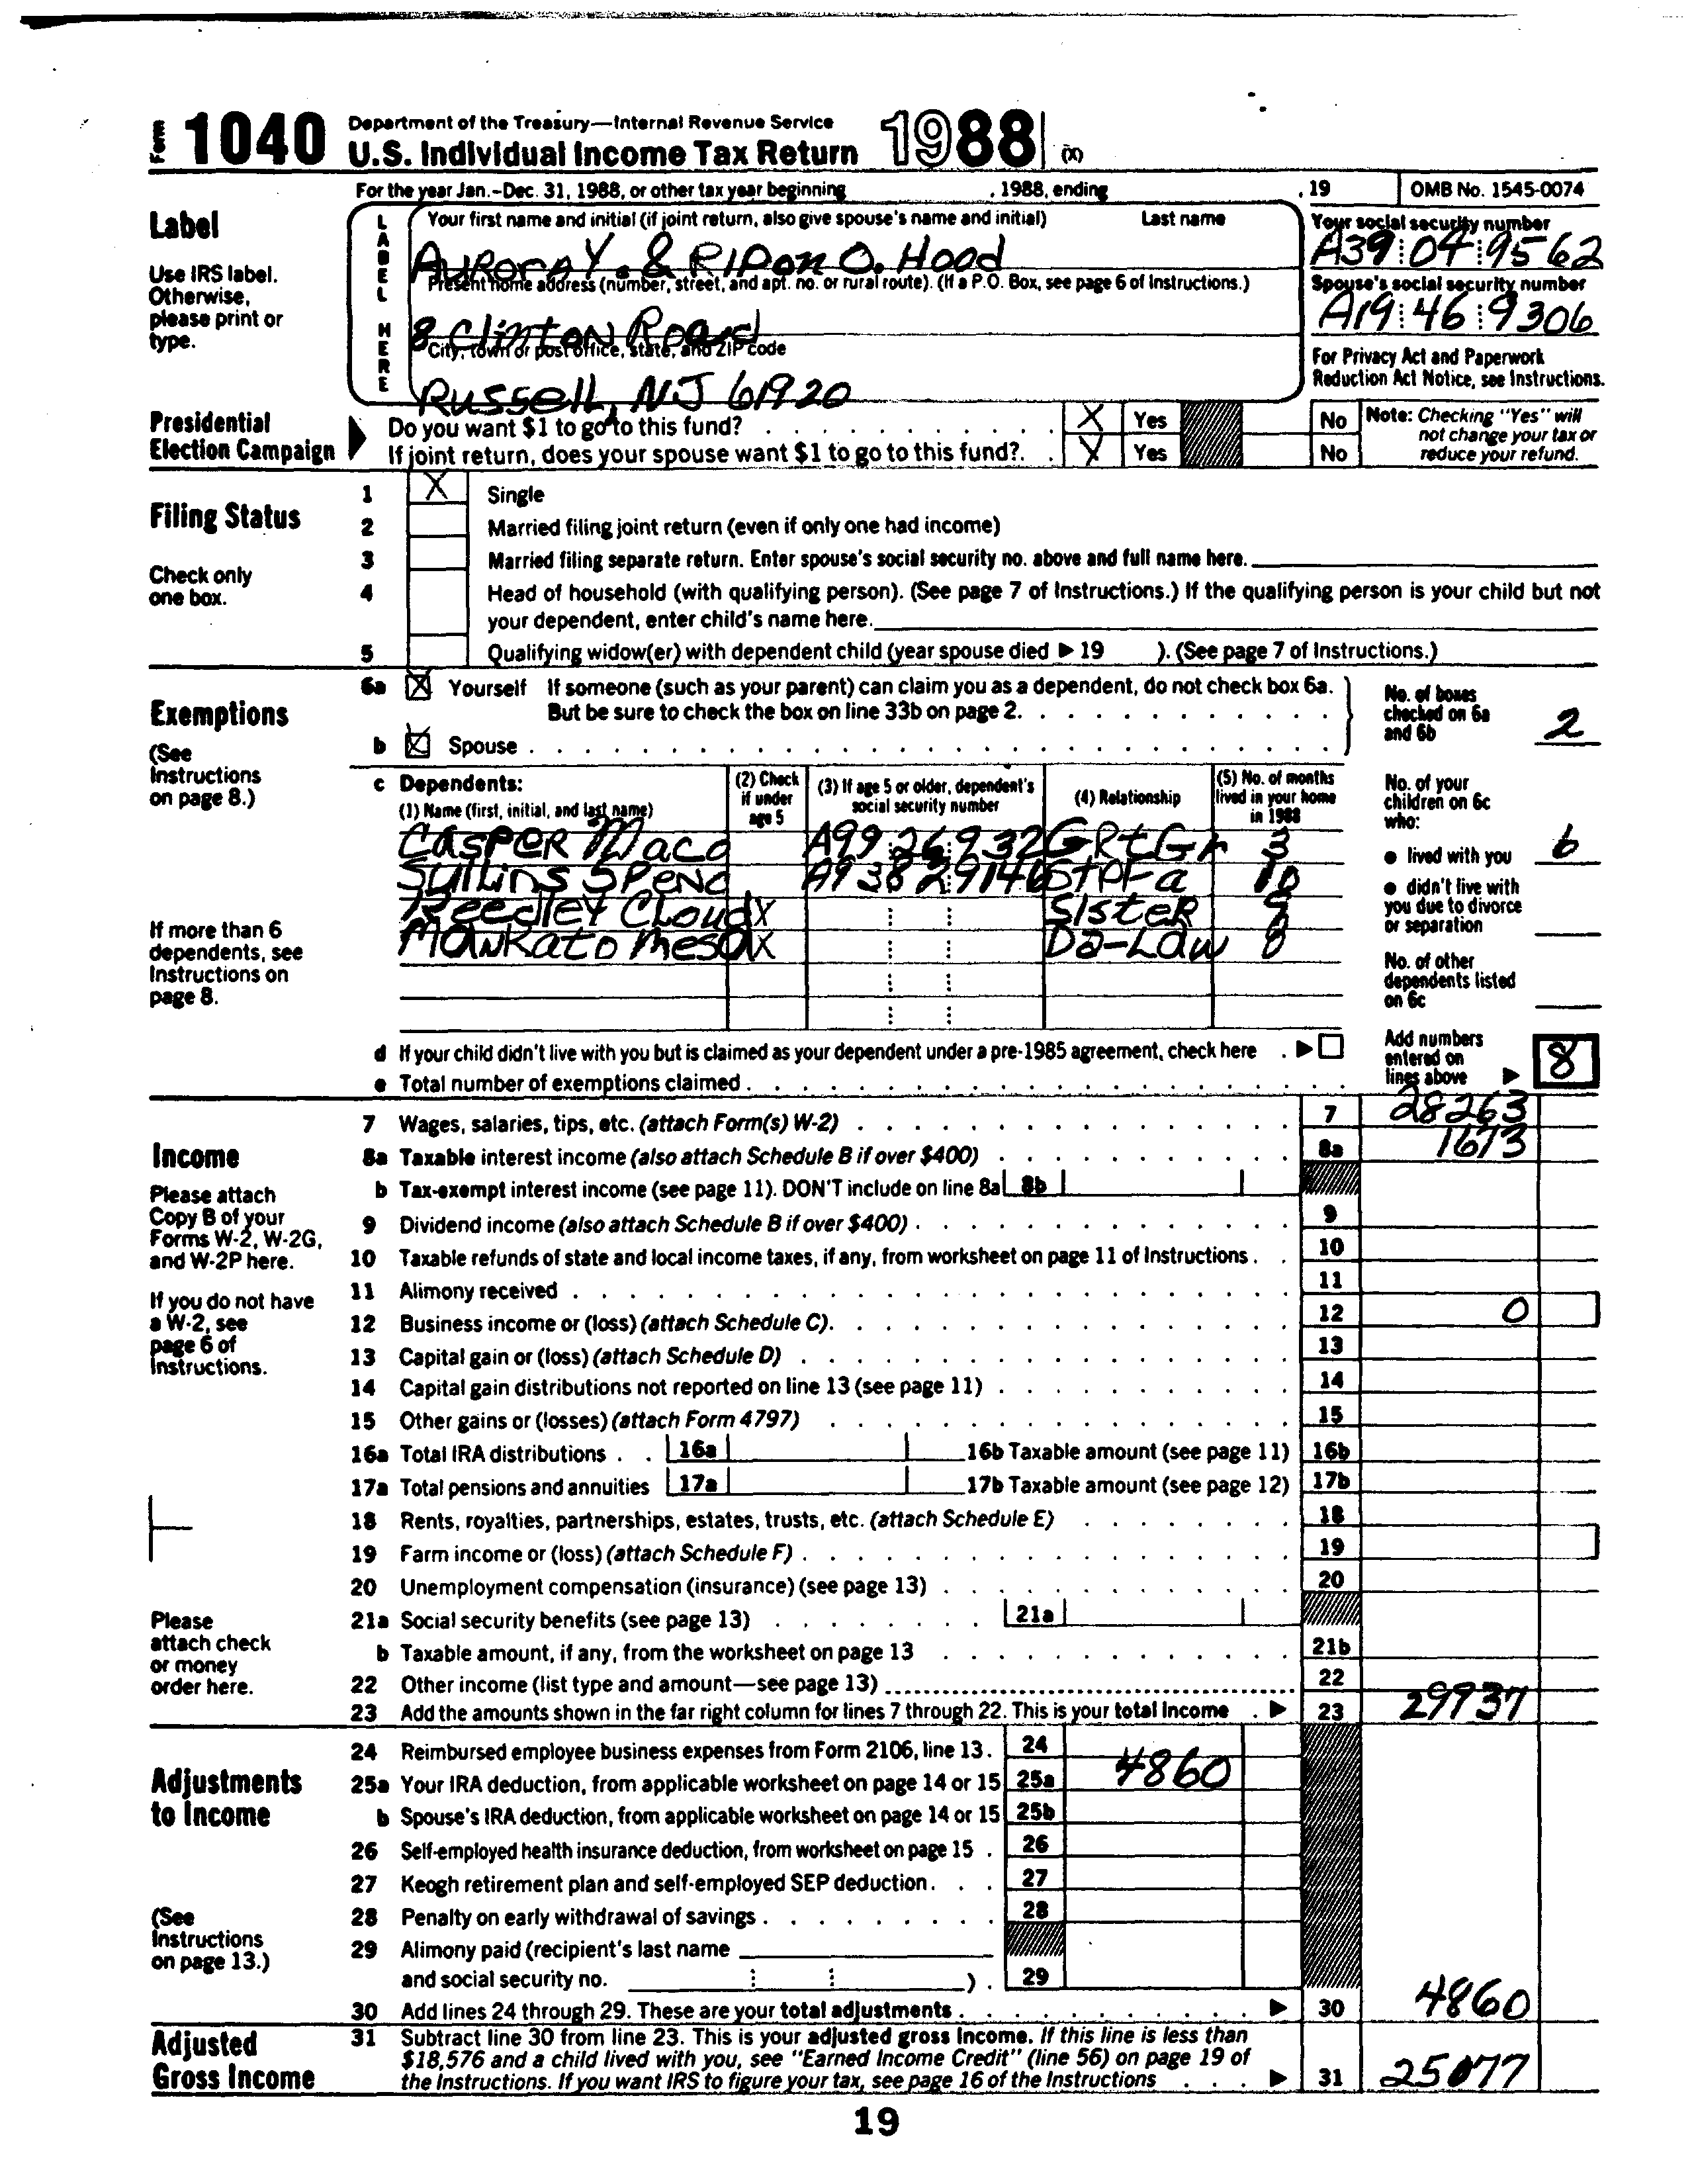 Form 1040 Department of the Treasury—Internal Revenue Service
U.S. Individual Income Tax Return 1988 (X)
For the year Jan.-Dec. 31, 1988, or other tax year beginning , 1988, ending , 19 OMB No. 1545-0074
Label
Use IRS label.
Otherwise,
please print or
type.
LABEL HERE
Your first name and initial (if joint return, also give spouse's name and initial) Last name
Aurora Y. & Ripon O. Hood
Your social security number
A39 04 9562
Present home address (number, street, and apt. no. or rural route). (If a P.O. Box, see page 6 of Instructions.)
8 Clinton Road
Spouse's social security number
A19 46 9306
City, town or post office, state, and ZIP code
Russell, NJ 61920
For Privacy Act and Paperwork
Reduction Act Notice, see Instructions.
Presidential
Election Campaign
Do you want $1 to go to this fund? X Yes No
If joint return, does your spouse want $1 to go to this fund?. X Yes No
Note: Checking "Yes" will
not change your tax or
reduce your refund.
Filing Status
Check only
one box.
1 X Single
2 Married filing joint return (even if only one had income)
3 Married filing separate return. Enter spouse's social security no. above and full name here.
4 Head of household (with qualifying person). (See page 7 of Instructions.) If the qualifying person is your child but not
your dependent, enter child's name here.
5 Qualifying widow(er) with dependent child (year spouse died ▶ 19 ). (See page 7 of Instructions.)
Exemptions
(See
Instructions
on page 8.)
6a X Yourself If someone (such as your parent) can claim you as a dependent, do not check box 6a.
But be sure to check the box on line 33b on page 2.
b X Spouse
No. of boxes
checked on 6a
and 6b 2
c Dependents:
(1) Name (first, initial, and last name)
(2) Check
if under
age 5
(3) If age 5 or older, dependent's
social security number
(4) Relationship
(5) No. of months
lived in your home
in 1988
Casper Maco A99 26 932 GRtGr 3
Sullins Spend A9 38 29146 StPFa 10
Reedley Cloud X Sister
Mankato Mesa X Da-Law 8
If more than 6
dependents, see
Instructions on
page 8.
No. of your
children on 6c
who:
● lived with you 6
● didn't live with
you due to divorce
or separation
No. of other
dependents listed
on 6c
d If your child didn't live with you but is claimed as your dependent under a pre-1985 agreement, check here ▶
e Total number of exemptions claimed
Add numbers
entered on
lines above ▶ 8
Income
Please attach
Copy B of your
Forms W-2, W-2G,
and W-2P here.
If you do not have
a W-2, see
page 6 of
Instructions.
7 Wages, salaries, tips, etc. (attach Form(s) W-2) 7 28263
8a Taxable interest income (also attach Schedule B if over $400) 8a 1673
b Tax-exempt interest income (see page 11). DON'T include on line 8a 8b
9 Dividend income (also attach Schedule B if over $400) 9
10 Taxable refunds of state and local income taxes, if any, from worksheet on page 11 of Instructions 10
11 Alimony received 11
12 Business income or (loss) (attach Schedule C). 12 0
13 Capital gain or (loss) (attach Schedule D) 13
14 Capital gain distributions not reported on line 13 (see page 11) 14
15 Other gains or (losses) (attach Form 4797) 15
16a Total IRA distributions 16a 16b Taxable amount (see page 11) 16b
17a Total pensions and annuities 17a 17b Taxable amount (see page 12) 17b
18 Rents, royalties, partnerships, estates, trusts, etc. (attach Schedule E) 18
19 Farm income or (loss) (attach Schedule F) 19
20 Unemployment compensation (insurance) (see page 13) 20
Please
attach check
or money
order here.
21a Social security benefits (see page 13) 21a
b Taxable amount, if any, from the worksheet on page 13 21b
22 Other income (list type and amount—see page 13) 22
23 Add the amounts shown in the far right column for lines 7 through 22. This is your total income ▶ 23 29937
Adjustments
to Income
(See
Instructions
on page 13.)
24 Reimbursed employee business expenses from Form 2106, line 13. 24
25a Your IRA deduction, from applicable worksheet on page 14 or 15 25a 4860
b Spouse's IRA deduction, from applicable worksheet on page 14 or 15 25b
26 Self-employed health insurance deduction, from worksheet on page 15 26
27 Keogh retirement plan and self-employed SEP deduction 27
28 Penalty on early withdrawal of savings 28
29 Alimony paid (recipient's last name
and social security no. ) 29
30 Add lines 24 through 29. These are your total adjustments ▶ 30 4860
Adjusted
Gross Income
31 Subtract line 30 from line 23. This is your adjusted gross income. If this line is less than
$18,576 and a child lived with you, see "Earned Income Credit" (line 56) on page 19 of
the Instructions. If you want IRS to figure your tax, see page 16 of the Instructions ▶ 31 25077
19